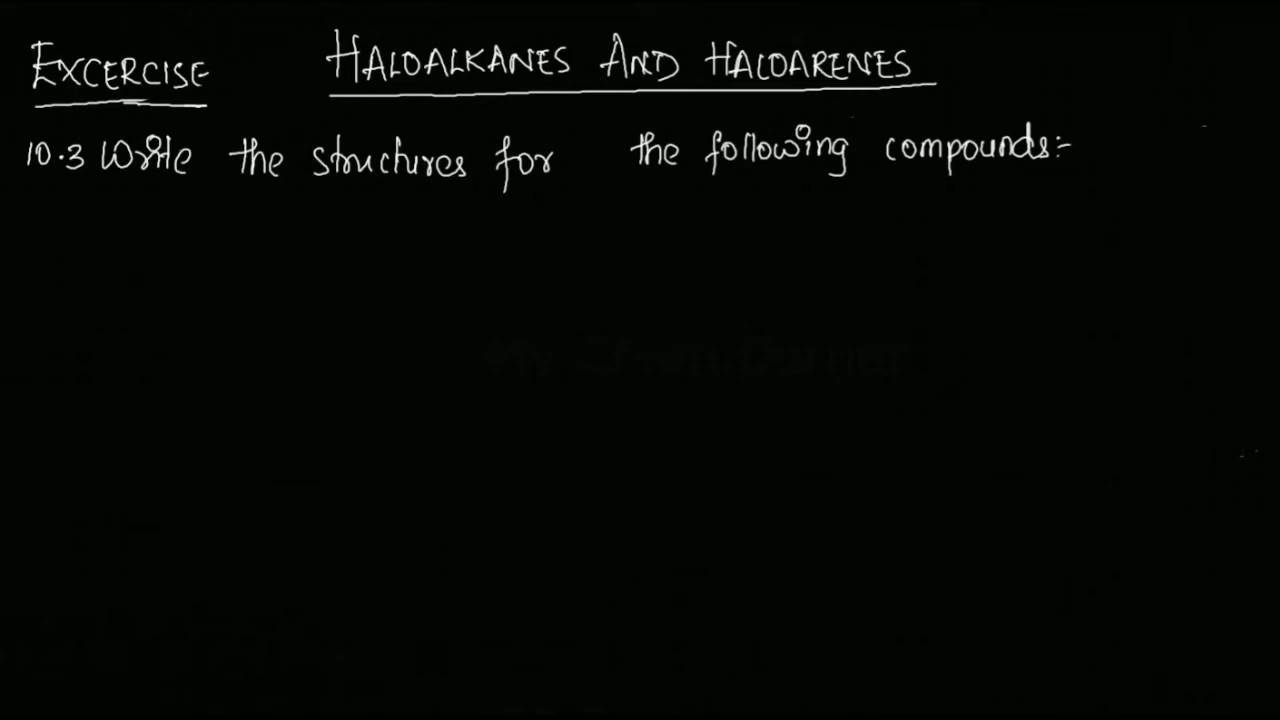 EXCERCISE HALOALKANES AND HALOARENES
10.3 Write the structures for the following compounds:-